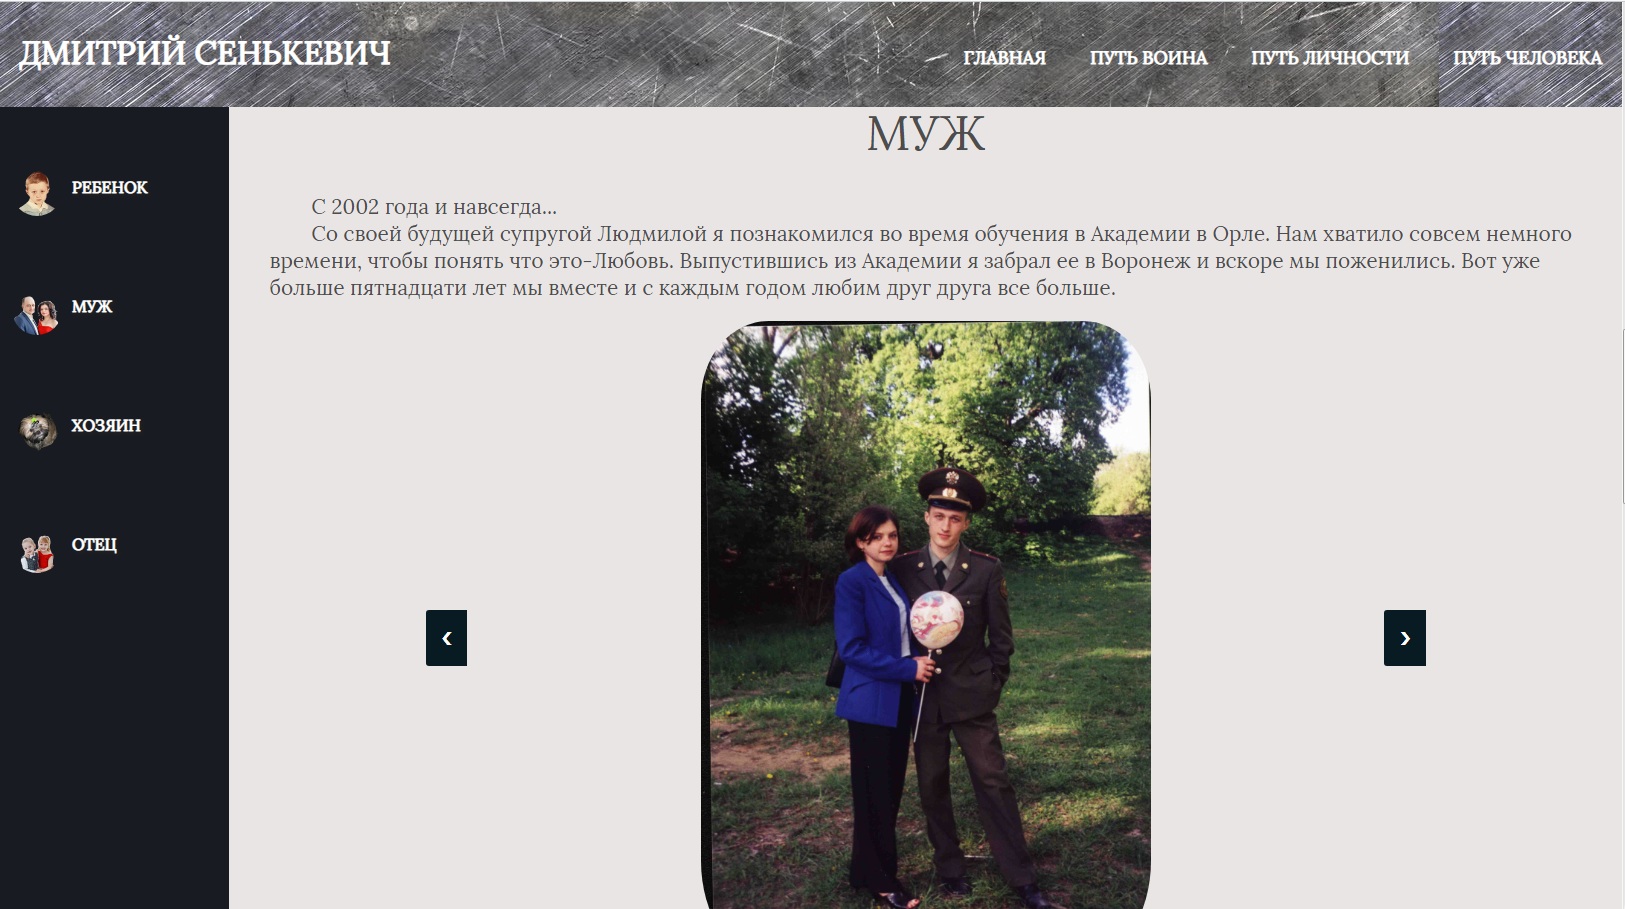 ДМИТРИЙ СЕНЬКЕВИЧ
ГЛАВНАЯ
ПУТЬ ВОИНА
ПУТЬ ЛИЧНОСТИ
ПУТЬ ЧЕЛОВЕКА
РЕБЕНОК
МУЖ
ХОЗЯИН
ОТЕЦ
МУЖ
С 2002 года и навсегда...
Со своей будущей супругой Людмилой я познакомился во время обучения в Академии в Орле. Нам хватило совсем немного
времени, чтобы понять что это-Любовь. Выпустившись из Академии я забрал ее в Воронеж и вскоре мы поженились. Вот уже
больше пятнадцати лет мы вместе и с каждым годом любим друг друга все больше.
‹
›